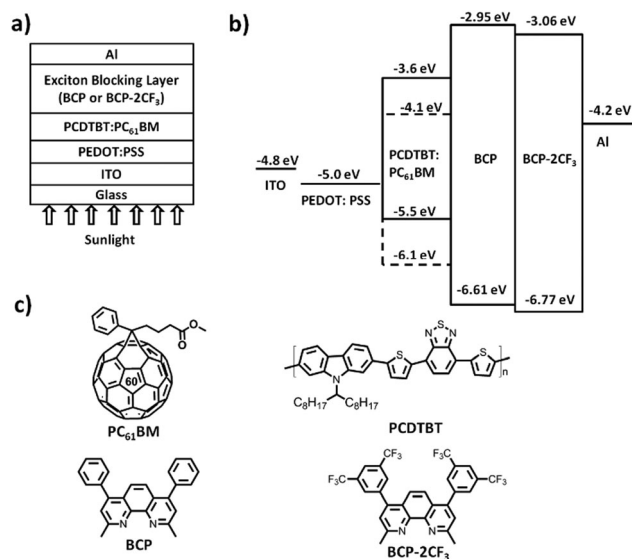 a)
Al
Exciton Blocking Layer
(BCP or BCP-2CF₃)
PCDTBT:PC₆₁BM
PEDOT:PSS
ITO
Glass
Sunlight
b)
-2.95 eV
-3.06 eV
-3.6 eV
-4.1 eV
-4.2 eV
Al
-4.8 eV
ITO
-5.0 eV
PEDOT: PSS
PCDTBT:
PC₆₁BM
BCP
BCP-2CF₃
-5.5 eV
-6.1 eV
-6.61 eV
-6.77 eV
c)
O
O
60
PC₆₁BM
S
N
N
S
S
N
n
C₈H₁₇
C₈H₁₇
PCDTBT
N
N
BCP
CF₃
F₃C
F₃C
CF₃
N
N
BCP-2CF₃